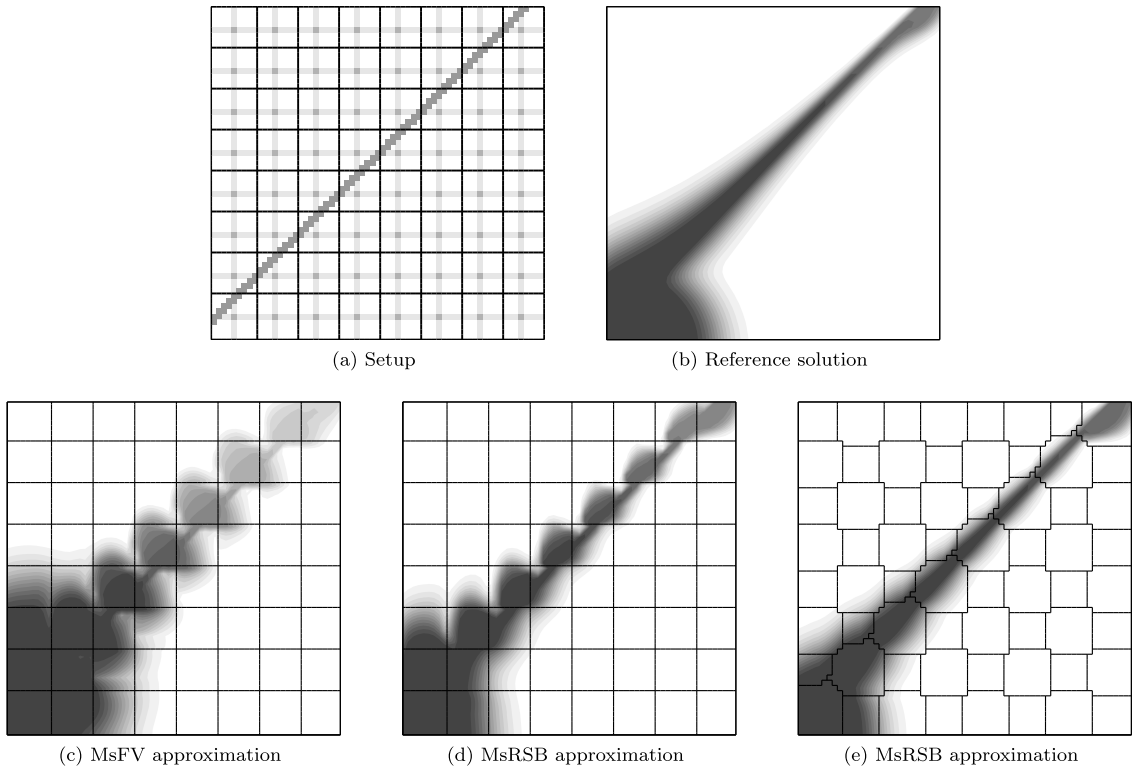 (a) Setup
(b) Reference solution
(c) MsFV approximation
(d) MsRSB approximation
(e) MsRSB approximation